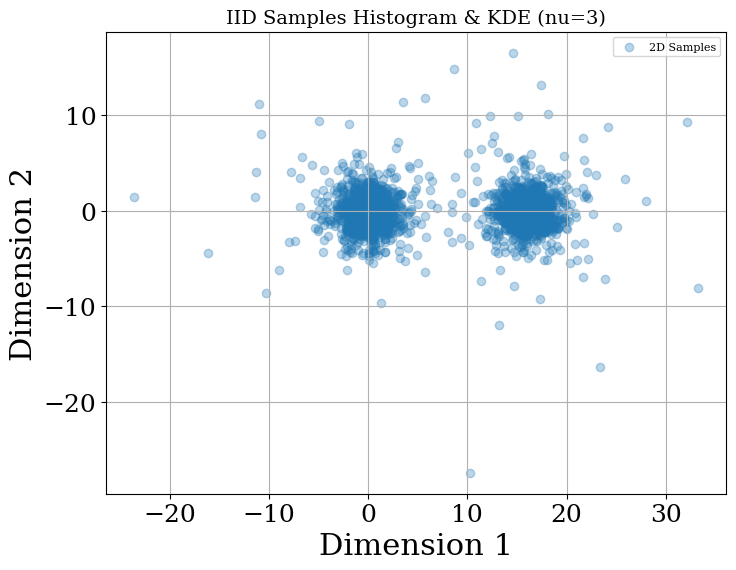 IID Samples Histogram & KDE (nu=3)
2D Samples
10
0
−10
−20
Dimension 2
−20 −10 0 10 20 30
Dimension 1